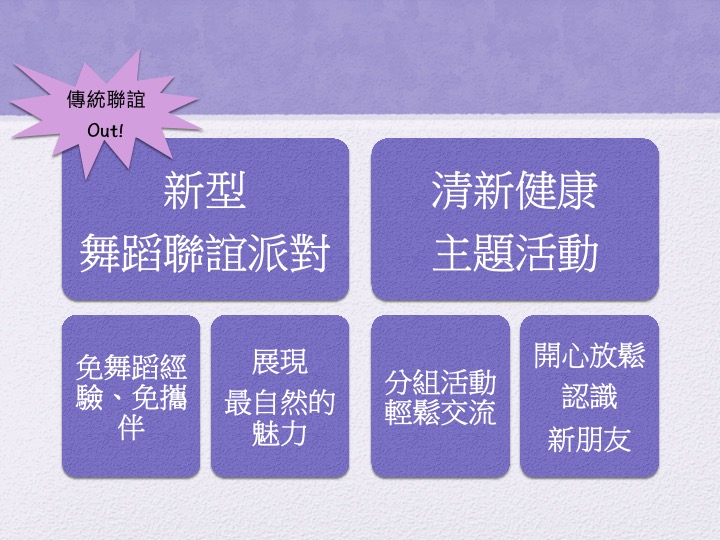 傳統聯誼
Out!
新型
舞蹈聯誼派對
清新健康
主題活動
免舞蹈經
驗、免攜
伴
展現
最自然的
魅力
分組活動
輕鬆交流
開心放鬆
認識
新朋友